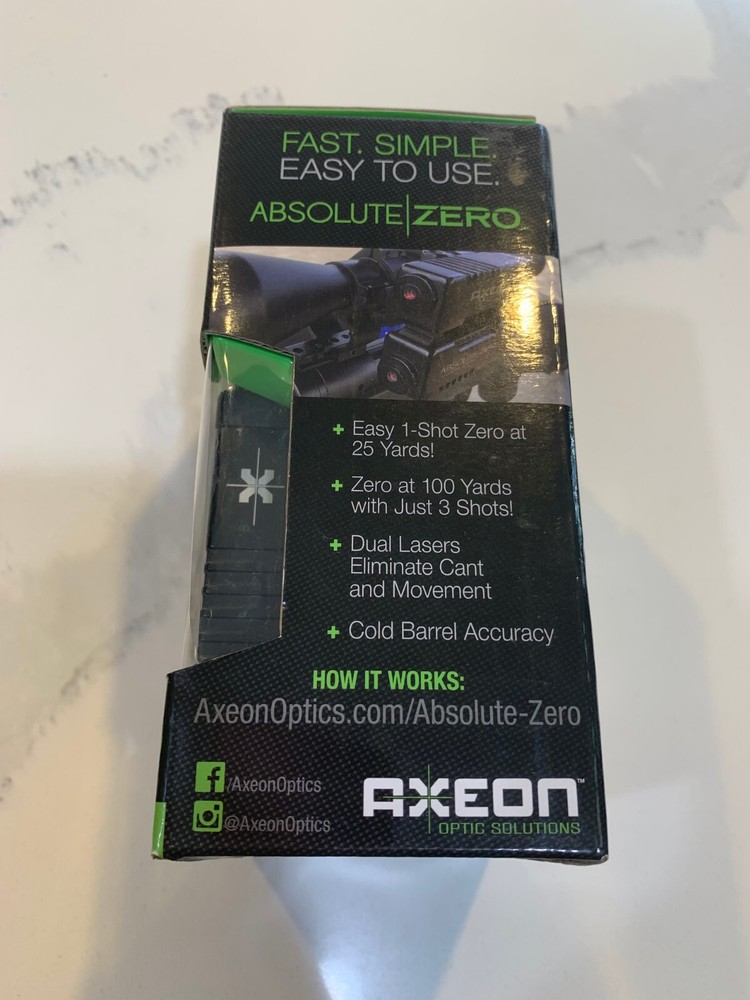 FAST. SIMPLE.
EASY TO USE.
ABSOLUTE|ZERO
AXEON
+ Easy 1-Shot Zero at
25 Yards!
+ Zero at 100 Yards
with Just 3 Shots!
+ Dual Lasers
Eliminate Cant
and Movement
+ Cold Barrel Accuracy
HOW IT WORKS:
AxeonOptics.com/Absolute-Zero
f /AxeonOptics
@AxeonOptics
AXEON™
OPTIC SOLUTIONS